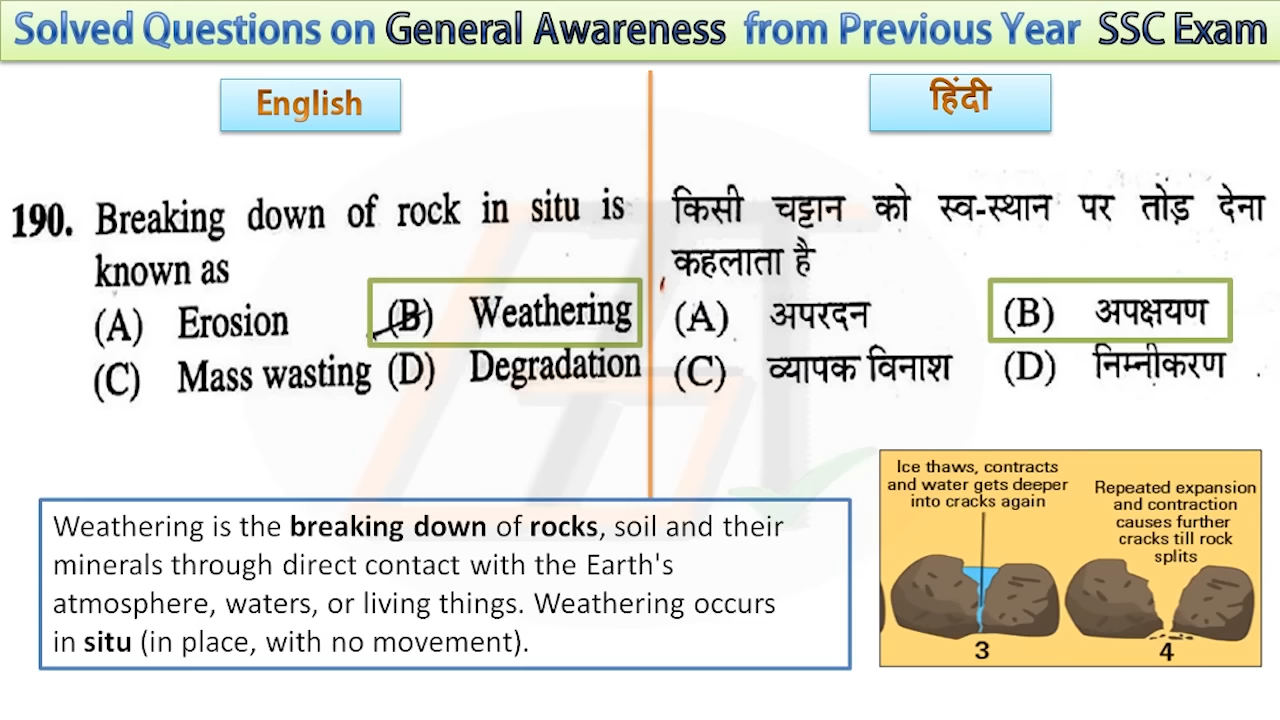 Solved Questions on General Awareness from Previous Year SSC Exam
English
190. Breaking down of rock in situ is
known as
(A) Erosion (B) Weathering
(C) Mass wasting (D) Degradation
हिंदी
किसी चट्टान को स्व-स्थान पर तोड़ देना
कहलाता है
(A) अपरदन (B) अपक्षयण
(C) व्यापक विनाश (D) निम्नीकरण
Weathering is the breaking down of rocks, soil and their
minerals through direct contact with the Earth's
atmosphere, waters, or living things. Weathering occurs
in situ (in place, with no movement).
Ice thaws, contracts
and water gets deeper
into cracks again
3
Repeated expansion
and contraction
causes further
cracks till rock
splits
4